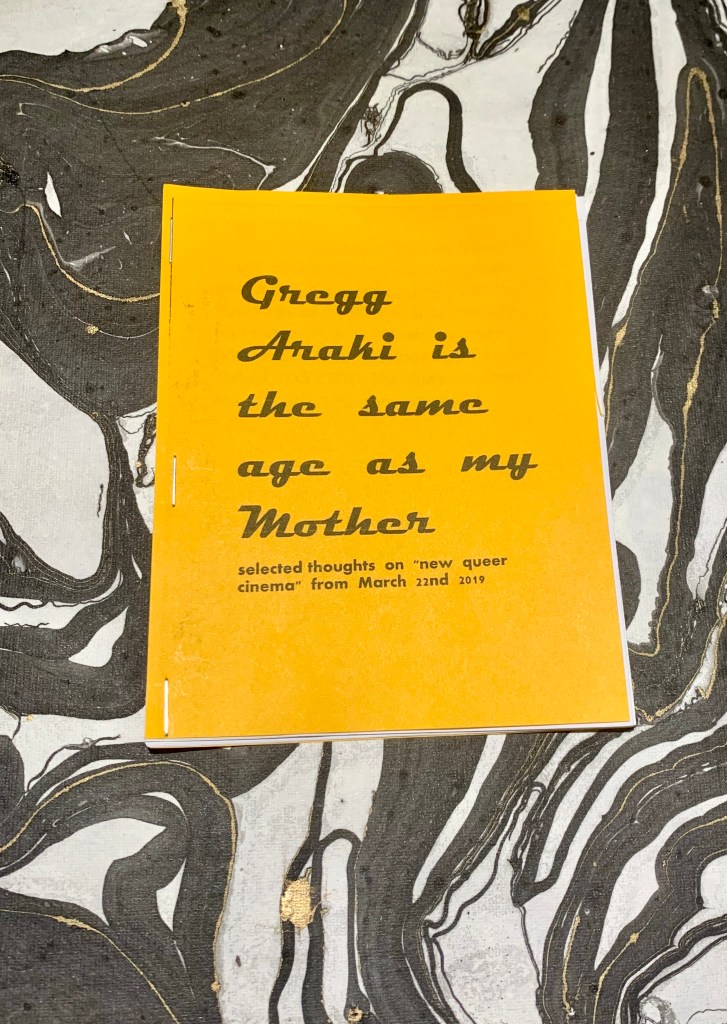 Gregg
Araki is
the same
age as my
Mother
selected thoughts on "new queer
cinema" from March 22nd 2019